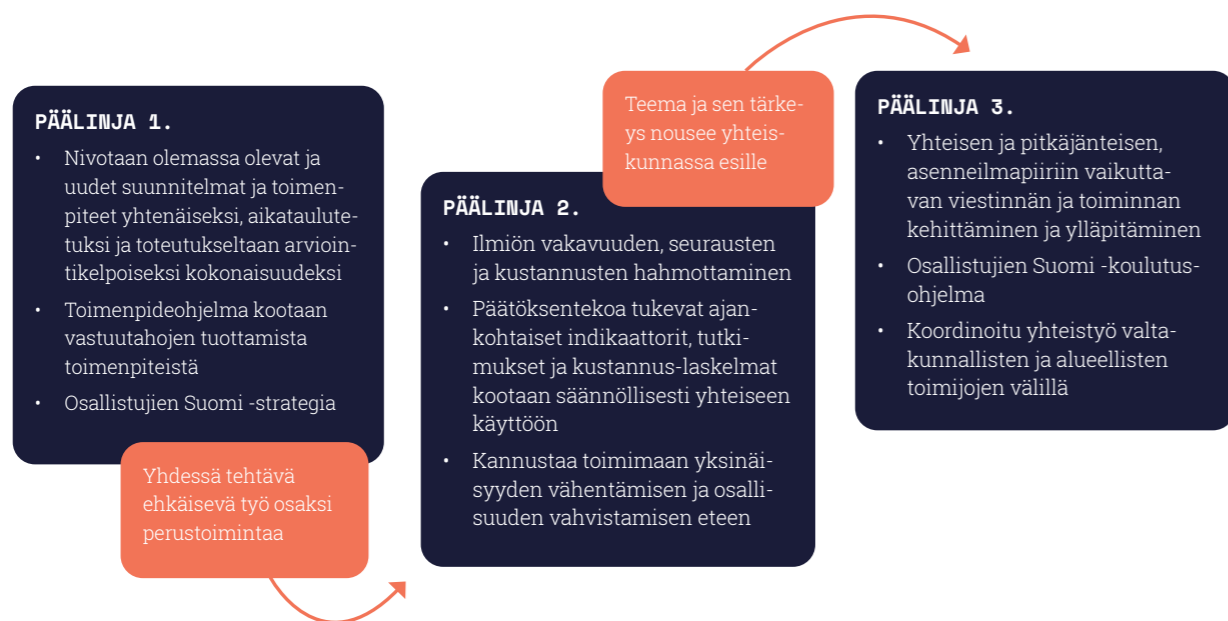 PÄÄLINJA 1.
• Nivotaan olemassa olevat ja
uudet suunnitelmat ja toimen-
piteet yhtenäiseksi, aikataulute-
tuksi ja toteutukseltaan arvioin-
tikelpoiseksi kokonaisuudeksi
• Toimenpideohjelma kootaan
vastuutahojen tuottamista
toimenpiteistä
• Osallistujien Suomi -strategia
Yhdessä tehtävä
ehkäisevä työ osaksi
perustoimintaa
PÄÄLINJA 2.
• Ilmiön vakavuuden, seurausten
ja kustannusten hahmottaminen
• Päätöksentekoa tukevat ajan-
kohtaiset indikaattorit, tutki-
mukset ja kustannus-laskelmat
kootaan säännöllisesti yhteiseen
käyttöön
• Kannustaa toimimaan yksinäi-
syyden vähentämisen ja osalli-
suuden vahvistamisen eteen
Teema ja sen tärke-
ys nousee yhteis-
kunnassa esille
PÄÄLINJA 3.
• Yhteisen ja pitkäjänteisen,
asenneilmapiiriin vaikutta-
van viestinnän ja toiminnan
kehittäminen ja ylläpitäminen
• Osallistujien Suomi -koulutus-
ohjelma
• Koordinoitu yhteistyö valta-
kunnallisten ja alueellisten
toimijojen välillä